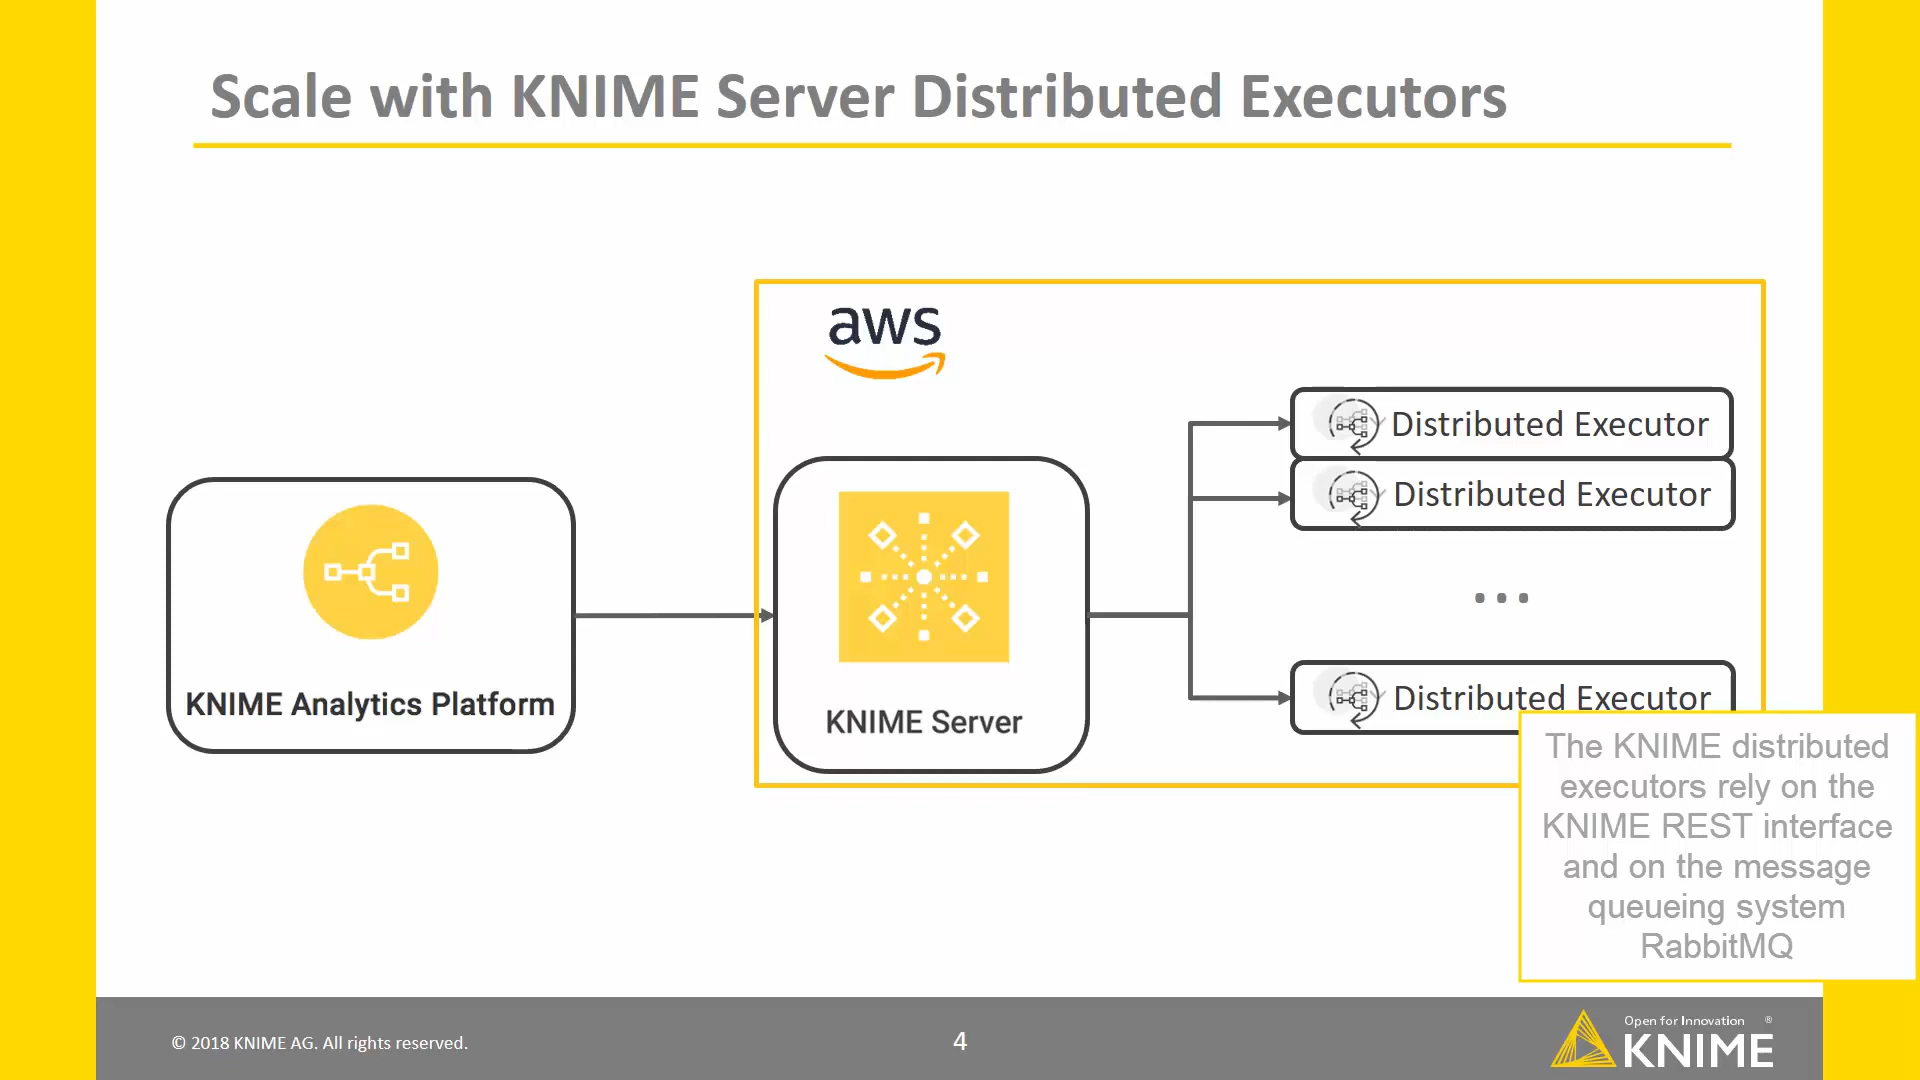 Scale with KNIME Server Distributed Executors
aws
Distributed Executor
Distributed Executor
...
Distributed Executor
KNIME Analytics Platform
KNIME Server
The KNIME distributed
executors rely on the
KNIME REST interface
and on the message
queueing system
RabbitMQ
© 2018 KNIME AG. All rights reserved.
4
Open for Innovation ®
KNIME